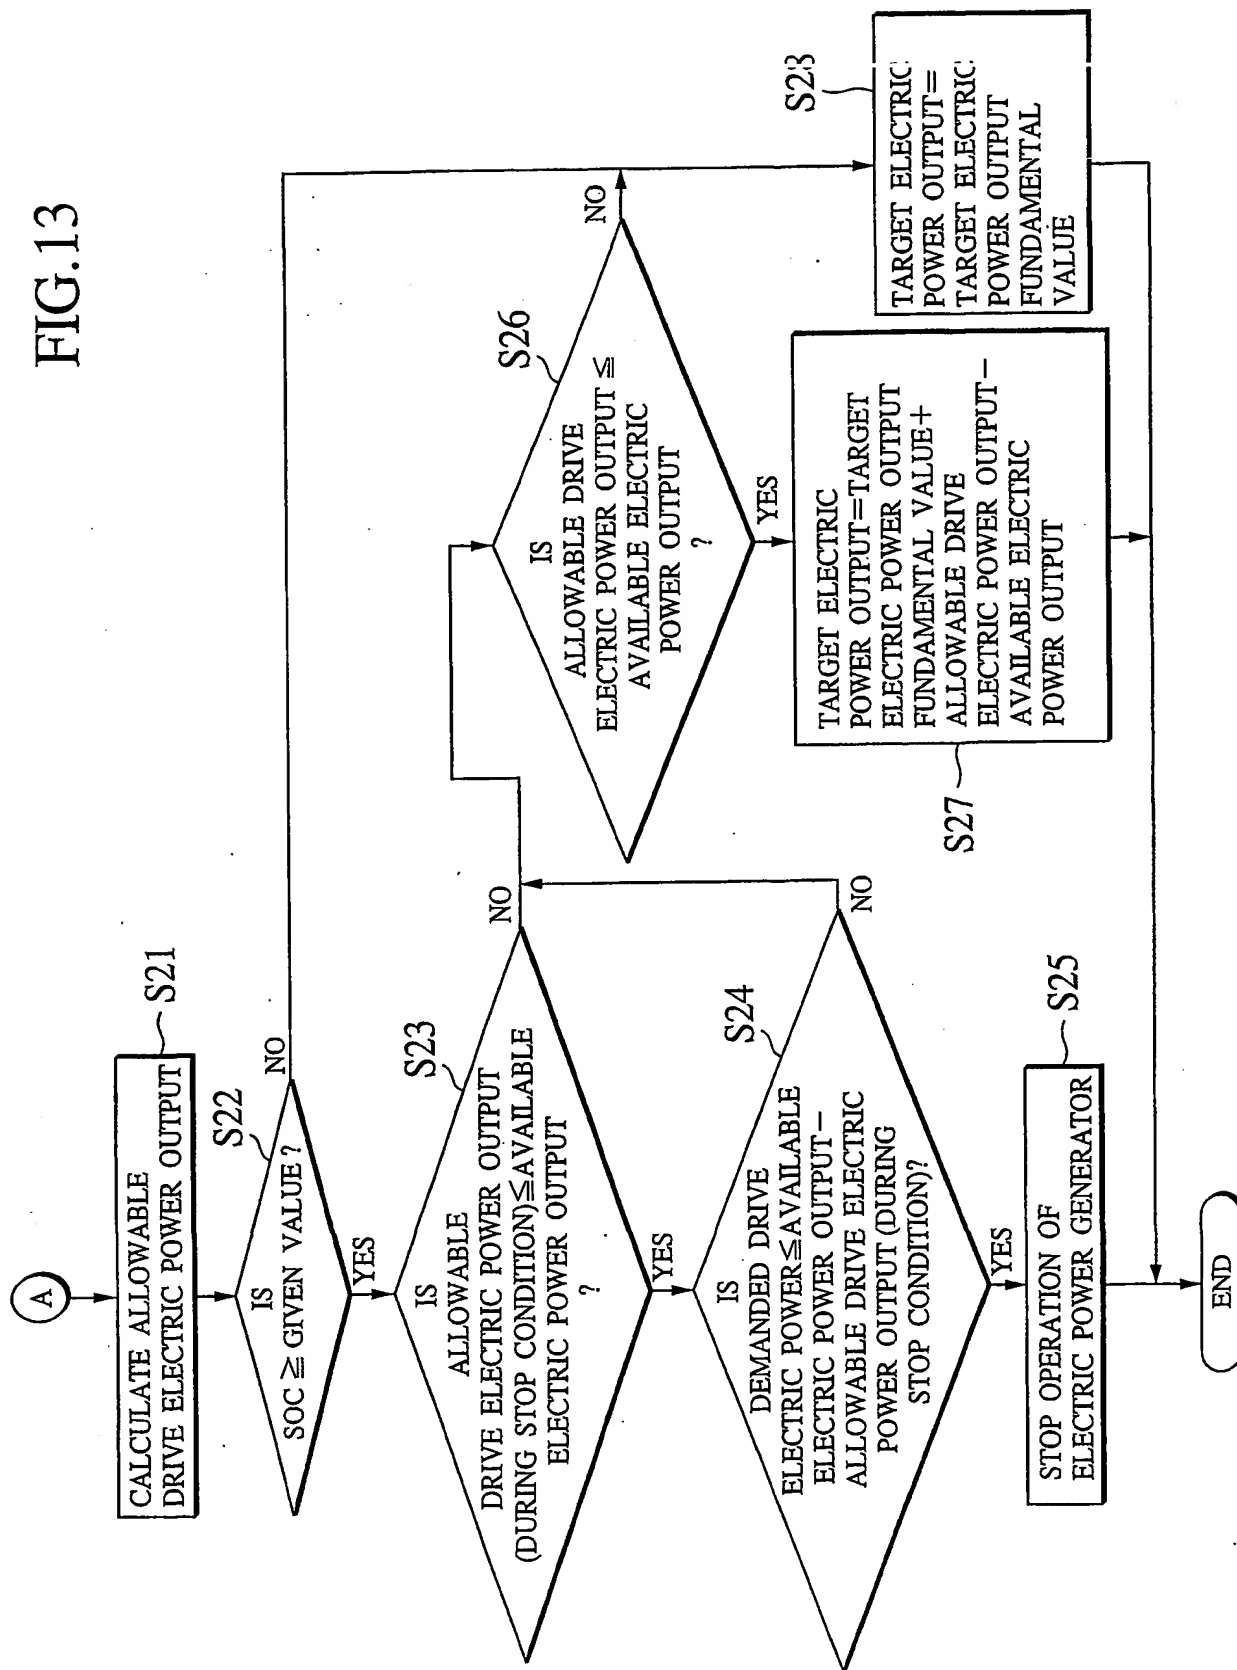 FIG.13
A
CALCULATE ALLOWABLE
DRIVE ELECTRIC POWER OUTPUT
S21
IS
SOC ≧ GIVEN VALUE?
S22
NO
YES
IS
ALLOWABLE
DRIVE ELECTRIC POWER OUTPUT
(DURING STOP CONDITION)≦AVAILABLE
ELECTRIC POWER OUTPUT
?
S23
NO
YES
IS
DEMANDED DRIVE
ELECTRIC POWER≦AVAILABLE
ELECTRIC POWER OUTPUT−
ALLOWABLE DRIVE ELECTRIC
POWER OUTPUT (DURING
STOP CONDITION)?
S24
NO
YES
STOP OPERATION OF
ELECTRIC POWER GENERATOR
S25
IS
ALLOWABLE DRIVE
ELECTRIC POWER OUTPUT ≦
AVAILABLE ELECTRIC
POWER OUTPUT
?
S26
NO
YES
TARGET ELECTRIC
POWER OUTPUT=TARGET
ELECTRIC POWER OUTPUT
FUNDAMENTAL VALUE+
ALLOWABLE DRIVE
ELECTRIC POWER OUTPUT−
AVAILABLE ELECTRIC
POWER OUTPUT
S27
TARGET ELECTRIC
POWER OUTPUT=
TARGET ELECTRIC
POWER OUTPUT
FUNDAMENTAL
VALUE
S28
END